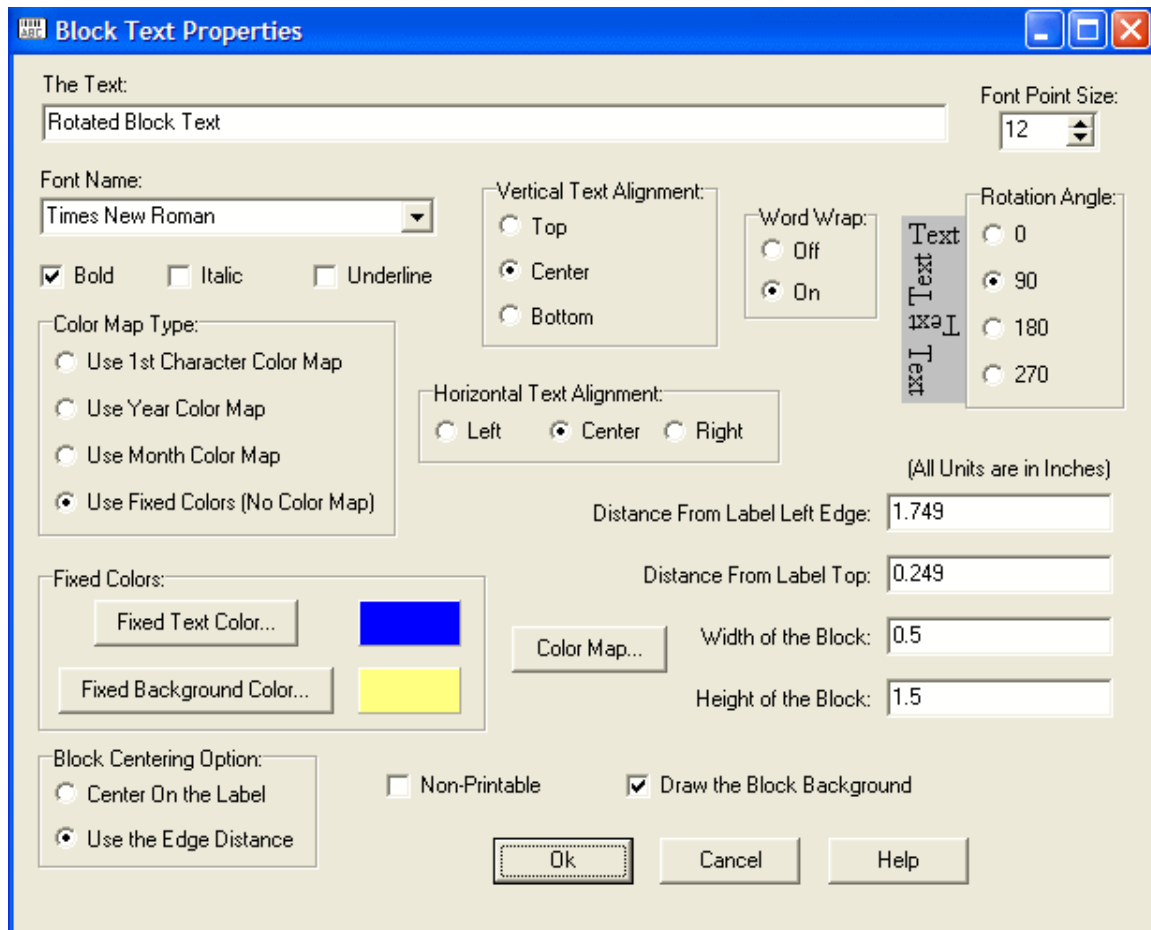 Block Text Properties
The Text:
Rotated Block Text
Font Point Size:
12
Font Name:
Times New Roman
Bold
Italic
Underline
Vertical Text Alignment:
Top
Center
Bottom
Word Wrap:
Off
On
Text
Text
Text
Text
Rotation Angle:
0
90
180
270
Color Map Type:
Use 1st Character Color Map
Use Year Color Map
Use Month Color Map
Use Fixed Colors (No Color Map)
Horizontal Text Alignment:
Left Center Right
(All Units are in Inches)
Distance From Label Left Edge: 1.749
Distance From Label Top: 0.249
Width of the Block: 0.5
Height of the Block: 1.5
Fixed Colors:
Fixed Text Color...
Fixed Background Color...
Color Map...
Block Centering Option:
Center On the Label
Use the Edge Distance
Non-Printable
Draw the Block Background
Ok Cancel Help